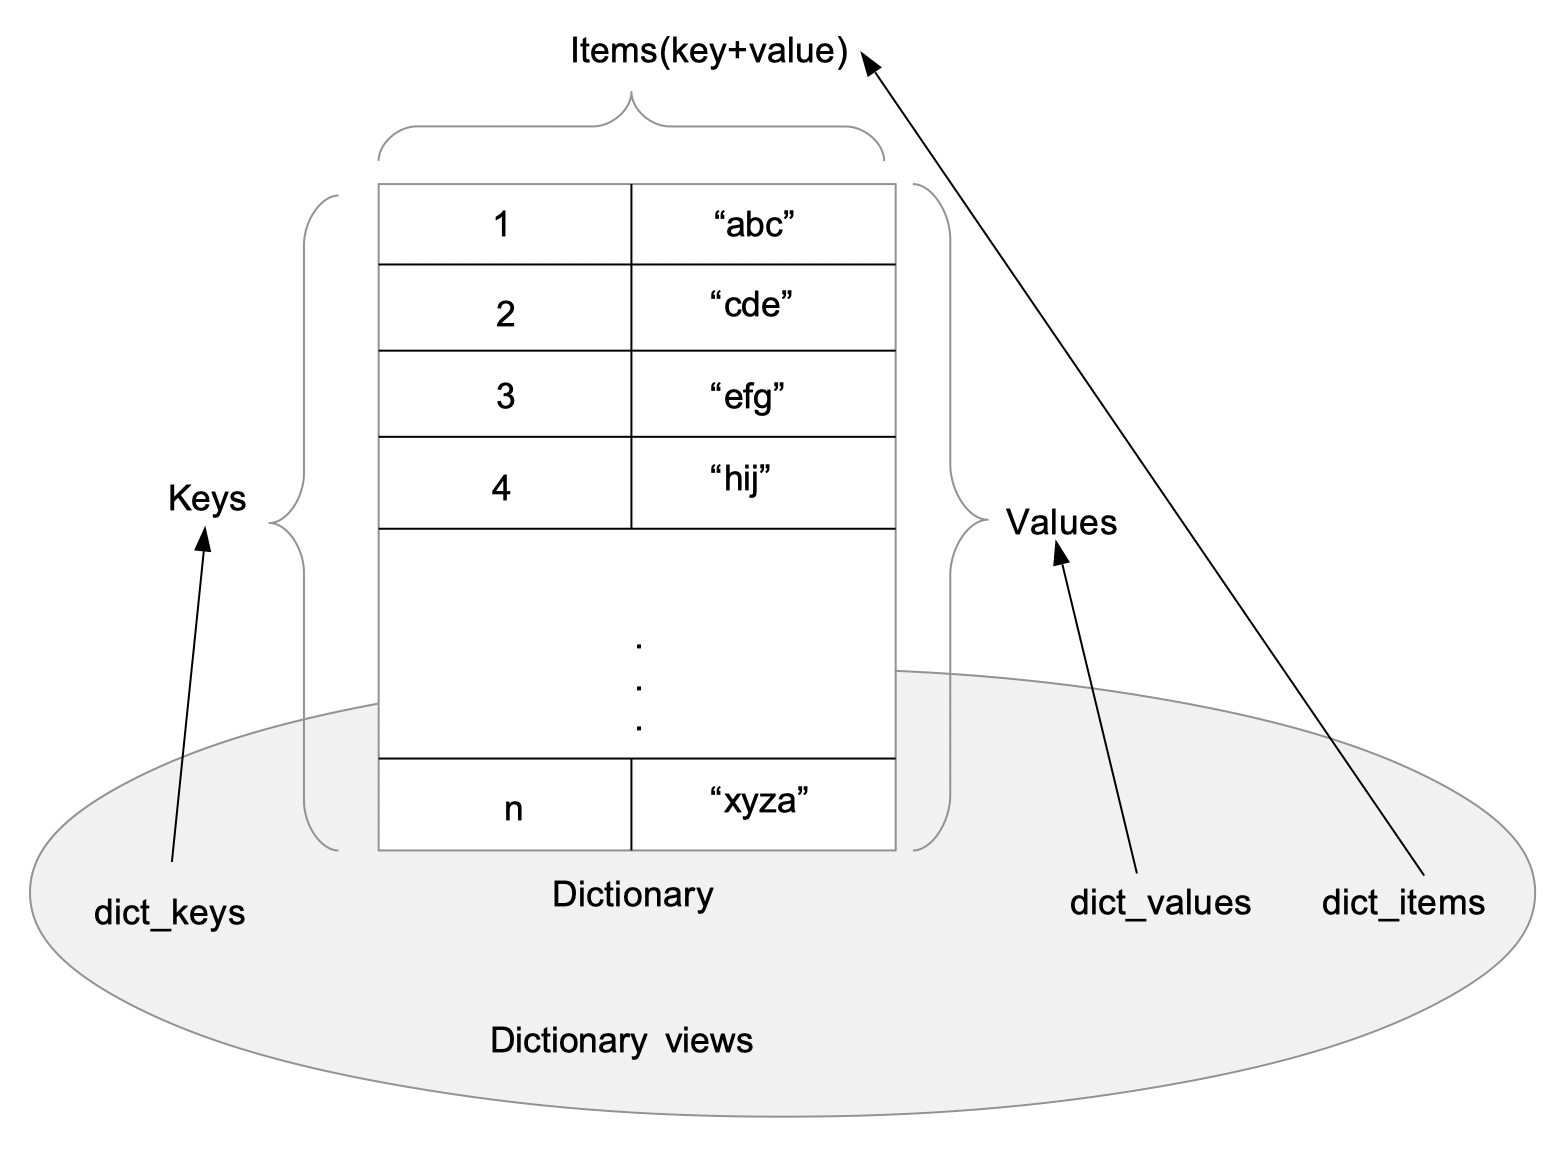 Items(key+value)
1 “abc”
2 “cde”
3 “efg”
4 “hij”
Keys
Values
.
.
.
n “xyza”
Dictionary
dict_keys
dict_values
dict_items
Dictionary views